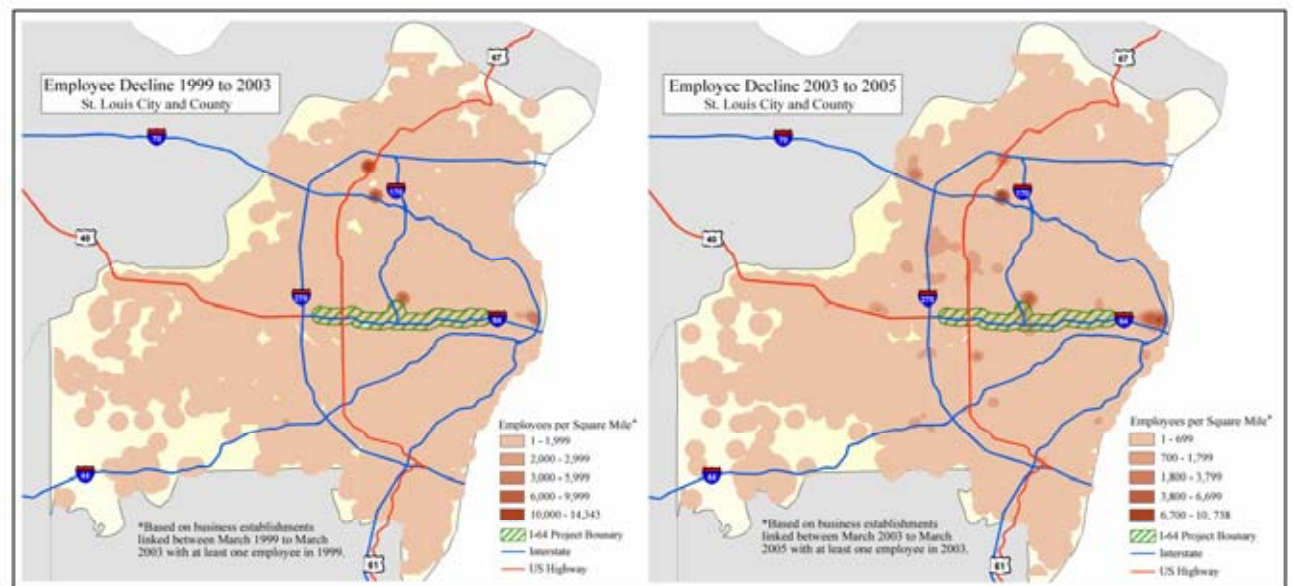 Employee Decline 1999 to 2003
St. Louis City and County
67
70
170
40
270
64
44
61
Employees per Square Mile*
1 - 1,999
2,000 - 2,999
3,000 - 5,999
6,000 - 9,999
10,000 - 14,343
I-64 Project Bounary
Interstate
US Highway
*Based on business establishments
linked between March 1999 to March
2003 with at least one employee in 1999.
Employee Decline 2003 to 2005
St. Louis City and County
67
70
170
40
270
64
44
61
Employees per Square Mile*
1 - 699
700 - 1,799
1,800 - 3,799
3,800 - 6,699
6,700 - 10, 738
I-64 Project Bounary
Interstate
US Highway
*Based on business establishments
linked between March 2003 to March
2005 with at least one employee in 2003.